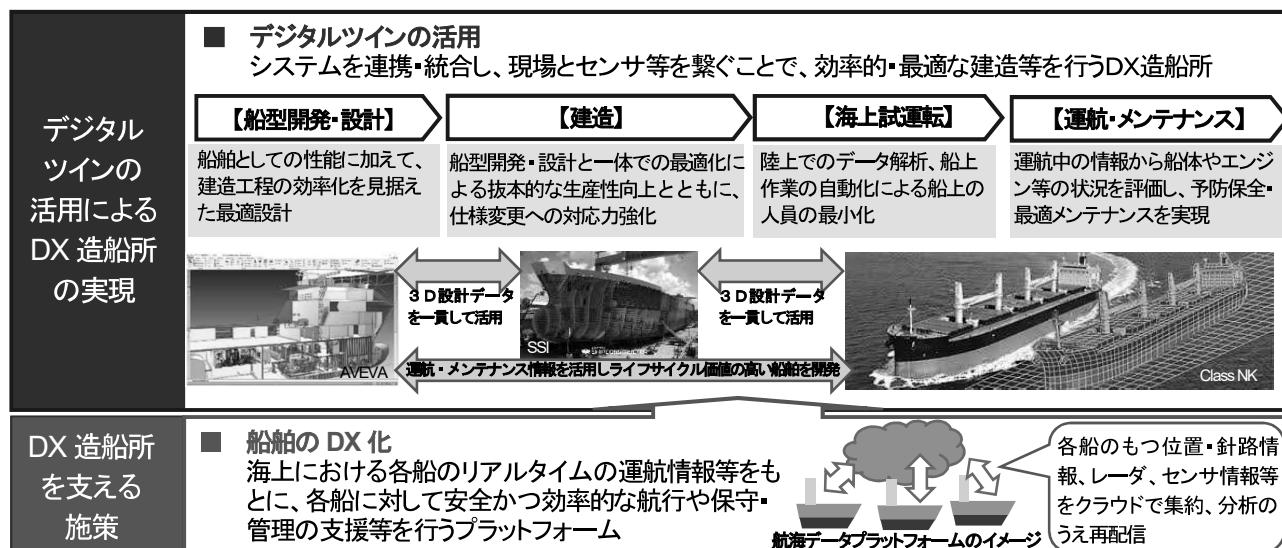 デジタル
ツインの
活用による
DX 造船所
の実現
■ デジタルツインの活用
システムを連携・統合し、現場とセンサ等を繋ぐことで、効率的・最適な建造等を行うDX造船所
【船型開発・設計】
船舶としての性能に加えて、
建造工程の効率化を見据え
た最適設計
【建造】
船型開発・設計と一体での最適化に
よる抜本的な生産性向上とともに、
仕様変更への対応力強化
【海上試運転】
陸上でのデータ解析、船上
作業の自動化による船上の
人員の最小化
【運航・メンテナンス】
運航中の情報から船体やエンジ
ン等の状況を評価し、予防保全・
最適メンテナンスを実現
AVEVA
3D設計データ
を一貫して活用
SSI
3D設計データ
を一貫して活用
Class NK
運航・メンテナンス情報を活用しライフサイクル価値の高い船舶を開発
DX 造船所
を支える
施策
■ 船舶の DX 化
海上における各船のリアルタイムの運航情報等をも
とに、各船に対して安全かつ効率的な航行や保守・
管理の支援等を行うプラットフォーム
航海データプラットフォームのイメージ
各船のもつ位置・針路情
報、レーダ、センサ情報等
をクラウドで集約、分析の
うえ再配信